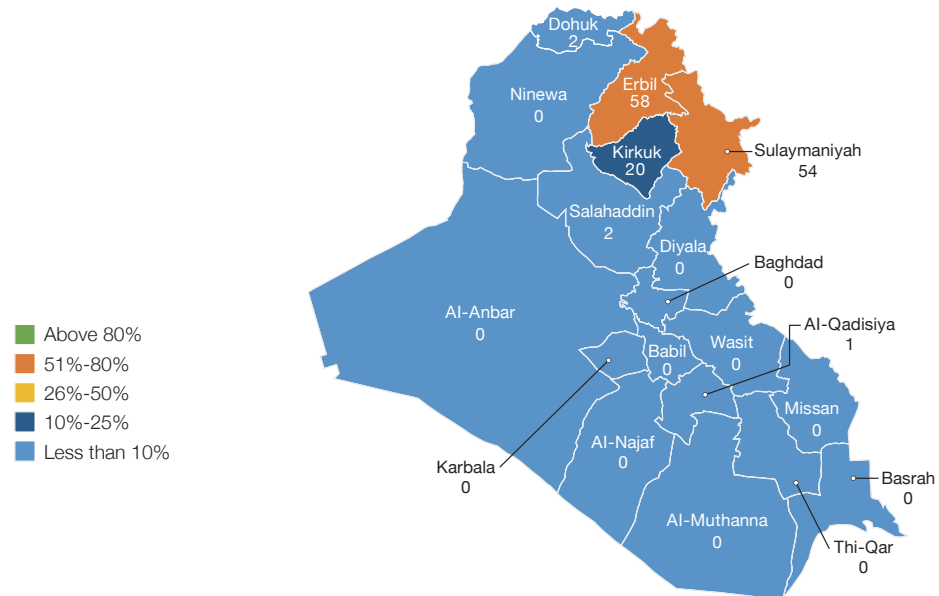 Dohuk
2
Erbil
58
Ninewa
0
Kirkuk
20
Sulaymaniyah
54
Salahaddin
2
Diyala
0
Baghdad
0
Al-Anbar
0
Al-Qadisiya
1
Babil
0
Wasit
0
Missan
0
Al-Najaf
0
Karbala
0
Basrah
0
Al-Muthanna
0
Thi-Qar
0
Above 80%
51%-80%
26%-50%
10%-25%
Less than 10%